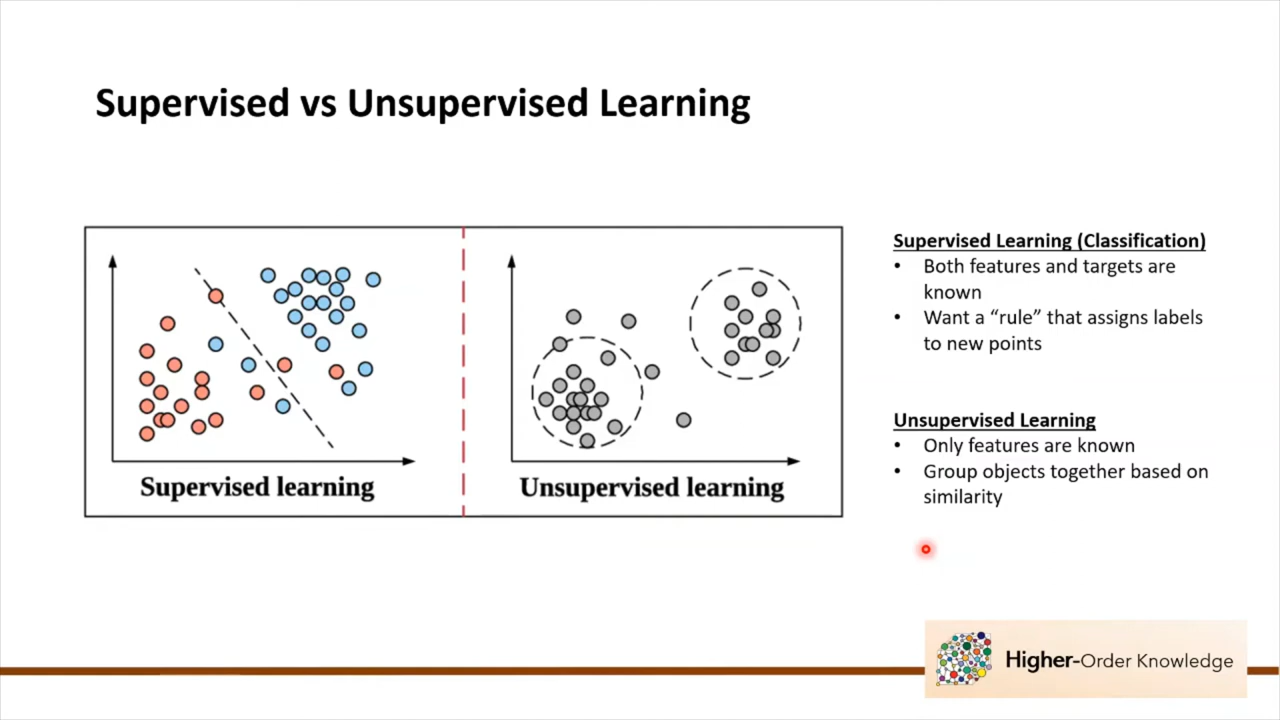 Supervised vs Unsupervised Learning
Supervised learning
Unsupervised learning
Supervised Learning (Classification)
• Both features and targets are
known
• Want a “rule” that assigns labels
to new points
Unsupervised Learning
• Only features are known
• Group objects together based on
similarity
Higher-Order Knowledge